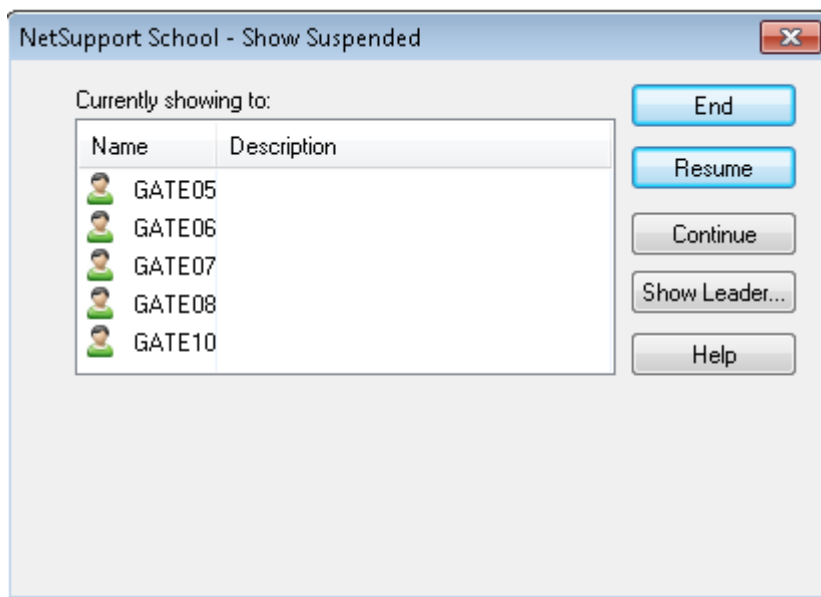 NetSupport School - Show Suspended
Currently showing to:
Name Description
GATE05
GATE06
GATE07
GATE08
GATE10
End
Resume
Continue
Show Leader...
Help